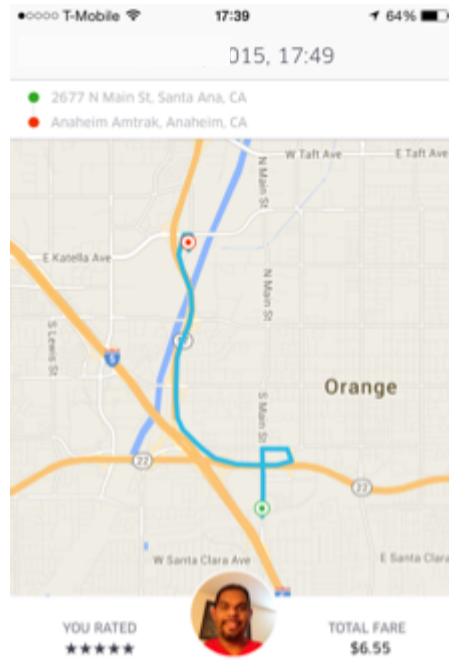 T-Mobile 17:39 64%
015, 17:49
2677 N Main St, Santa Ana, CA
Anaheim Amtrak, Anaheim, CA
W Taft Ave
E Taft Ave
N Main St
E Katella Ave
N Main St
S Lewis St
5
Orange
S Main St
22
22
W Santa Clara Ave
E Santa Clara
YOU RATED
★★★★★
TOTAL FARE
$6.55